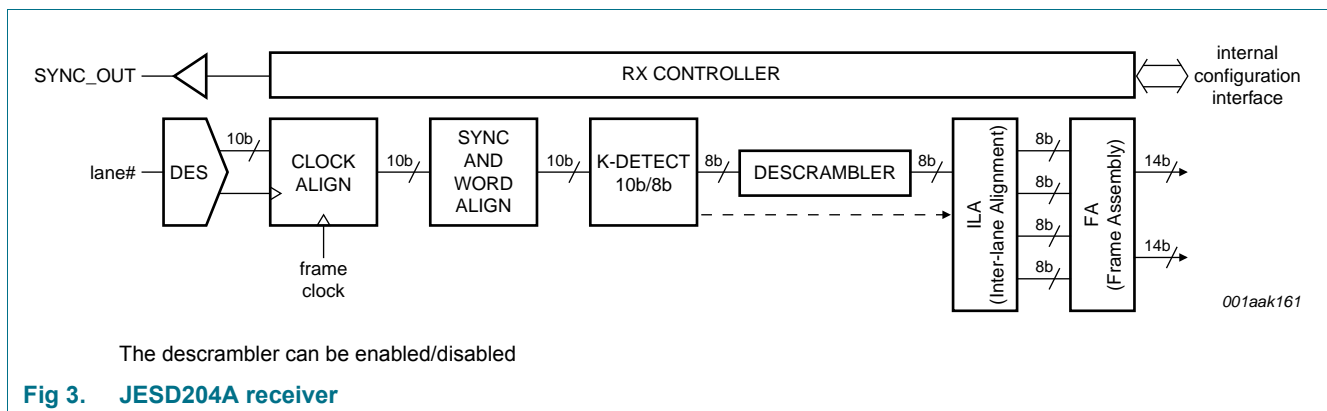 SYNC_OUT
RX CONTROLLER
internal
configuration
interface
lane#
DES
10b
CLOCK
ALIGN
frame
clock
10b
SYNC
AND
WORD
ALIGN
10b
K-DETECT
10b/8b
8b
DESCRAMBLER
8b
ILA
(Inter-lane Alignment)
8b
8b
8b
8b
FA
(Frame Assembly)
14b
14b
001aak161
The descrambler can be enabled/disabled
Fig 3. JESD204A receiver